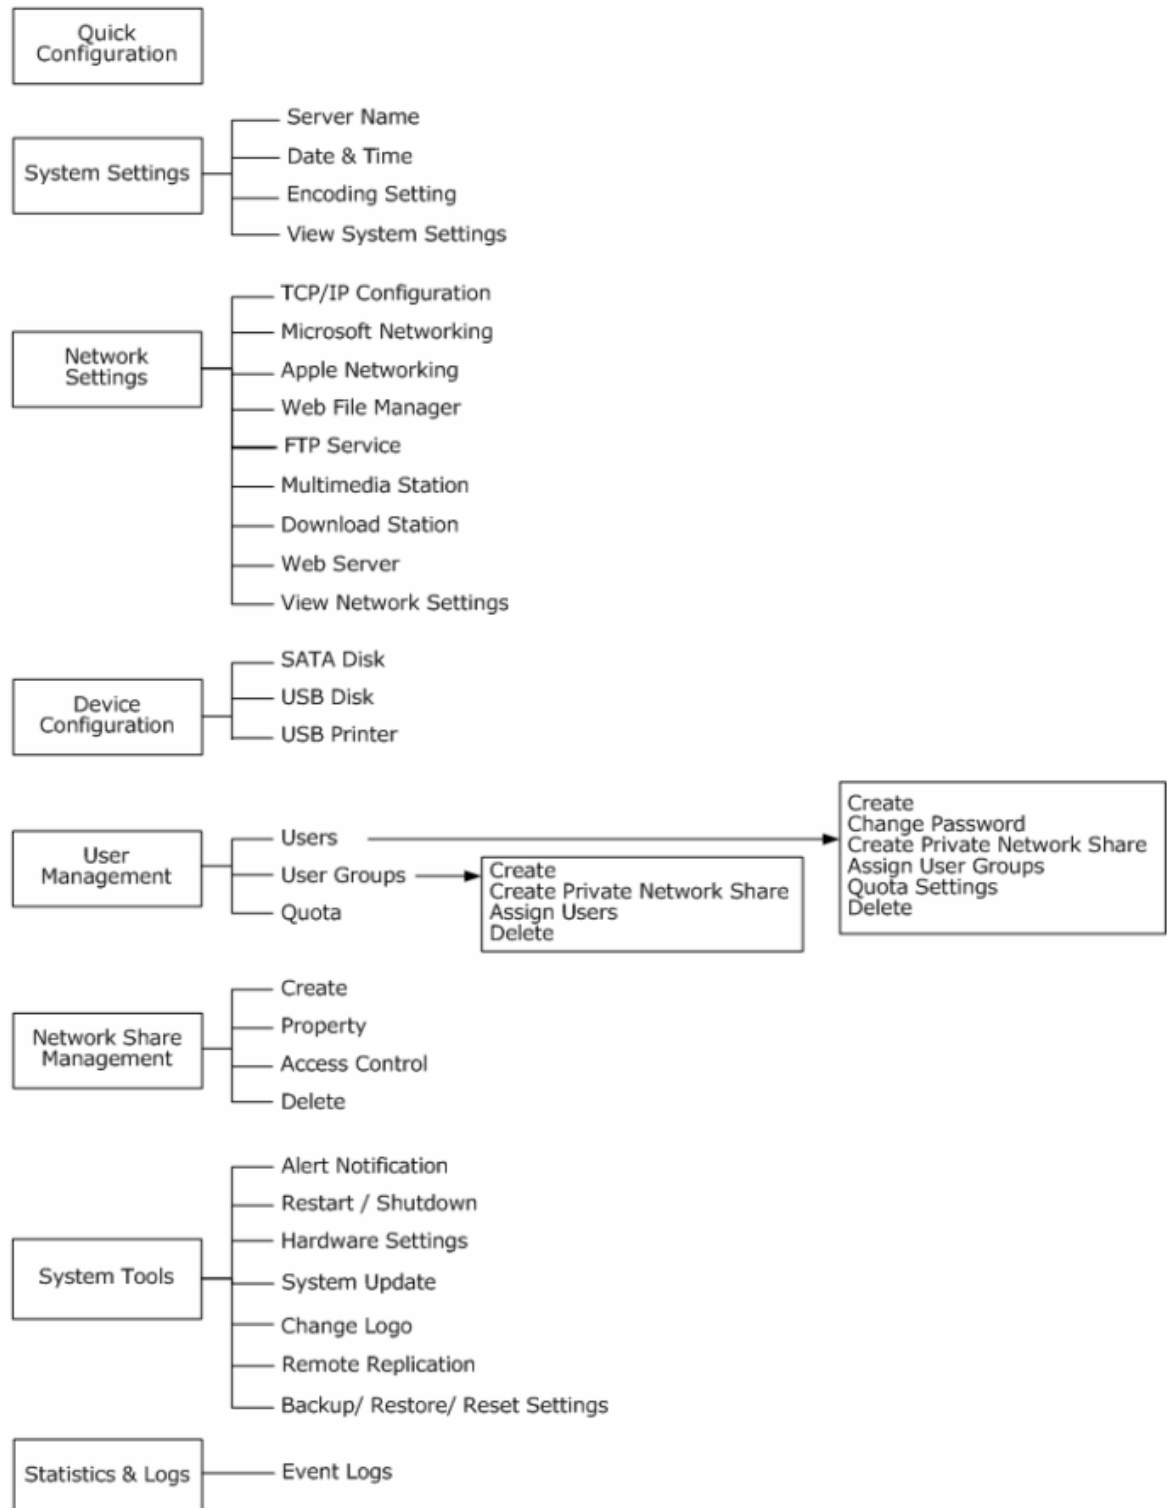 Quick
Configuration
Server Name
System Settings
Date & Time
Encoding Setting
View System Settings
TCP/IP Configuration
Microsoft Networking
Network
Settings
Apple Networking
Web File Manager
FTP Service
Multimedia Station
Download Station
Web Server
View Network Settings
SATA Disk
Device
Configuration
USB Disk
USB Printer
User
Management
Users
User Groups
Quota
Create
Create Private Network Share
Assign Users
Delete
Create
Change Password
Create Private Network Share
Assign User Groups
Quota Settings
Delete
Network Share
Management
Create
Property
Access Control
Delete
System Tools
Alert Notification
Restart / Shutdown
Hardware Settings
System Update
Change Logo
Remote Replication
Backup/ Restore/ Reset Settings
Statistics & Logs
Event Logs